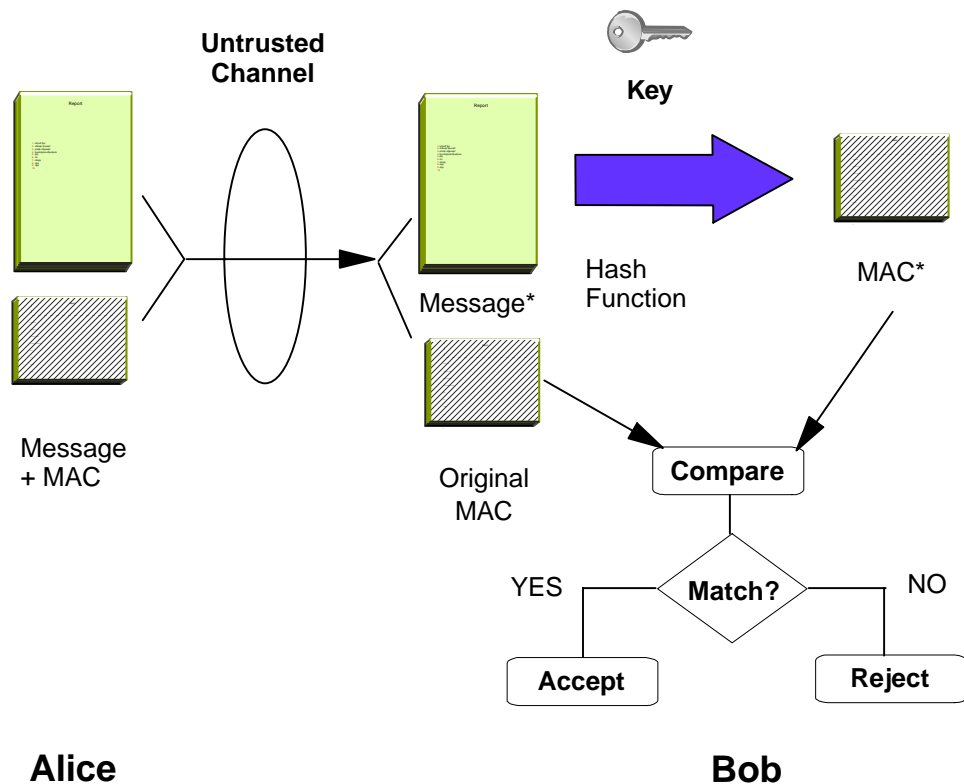 Untrusted
Channel
Key
Report
Report
Message*
Hash
Function
MAC*
Message
+ MAC
Original
MAC
Compare
YES
Match?
NO
Accept
Reject
Alice
Bob